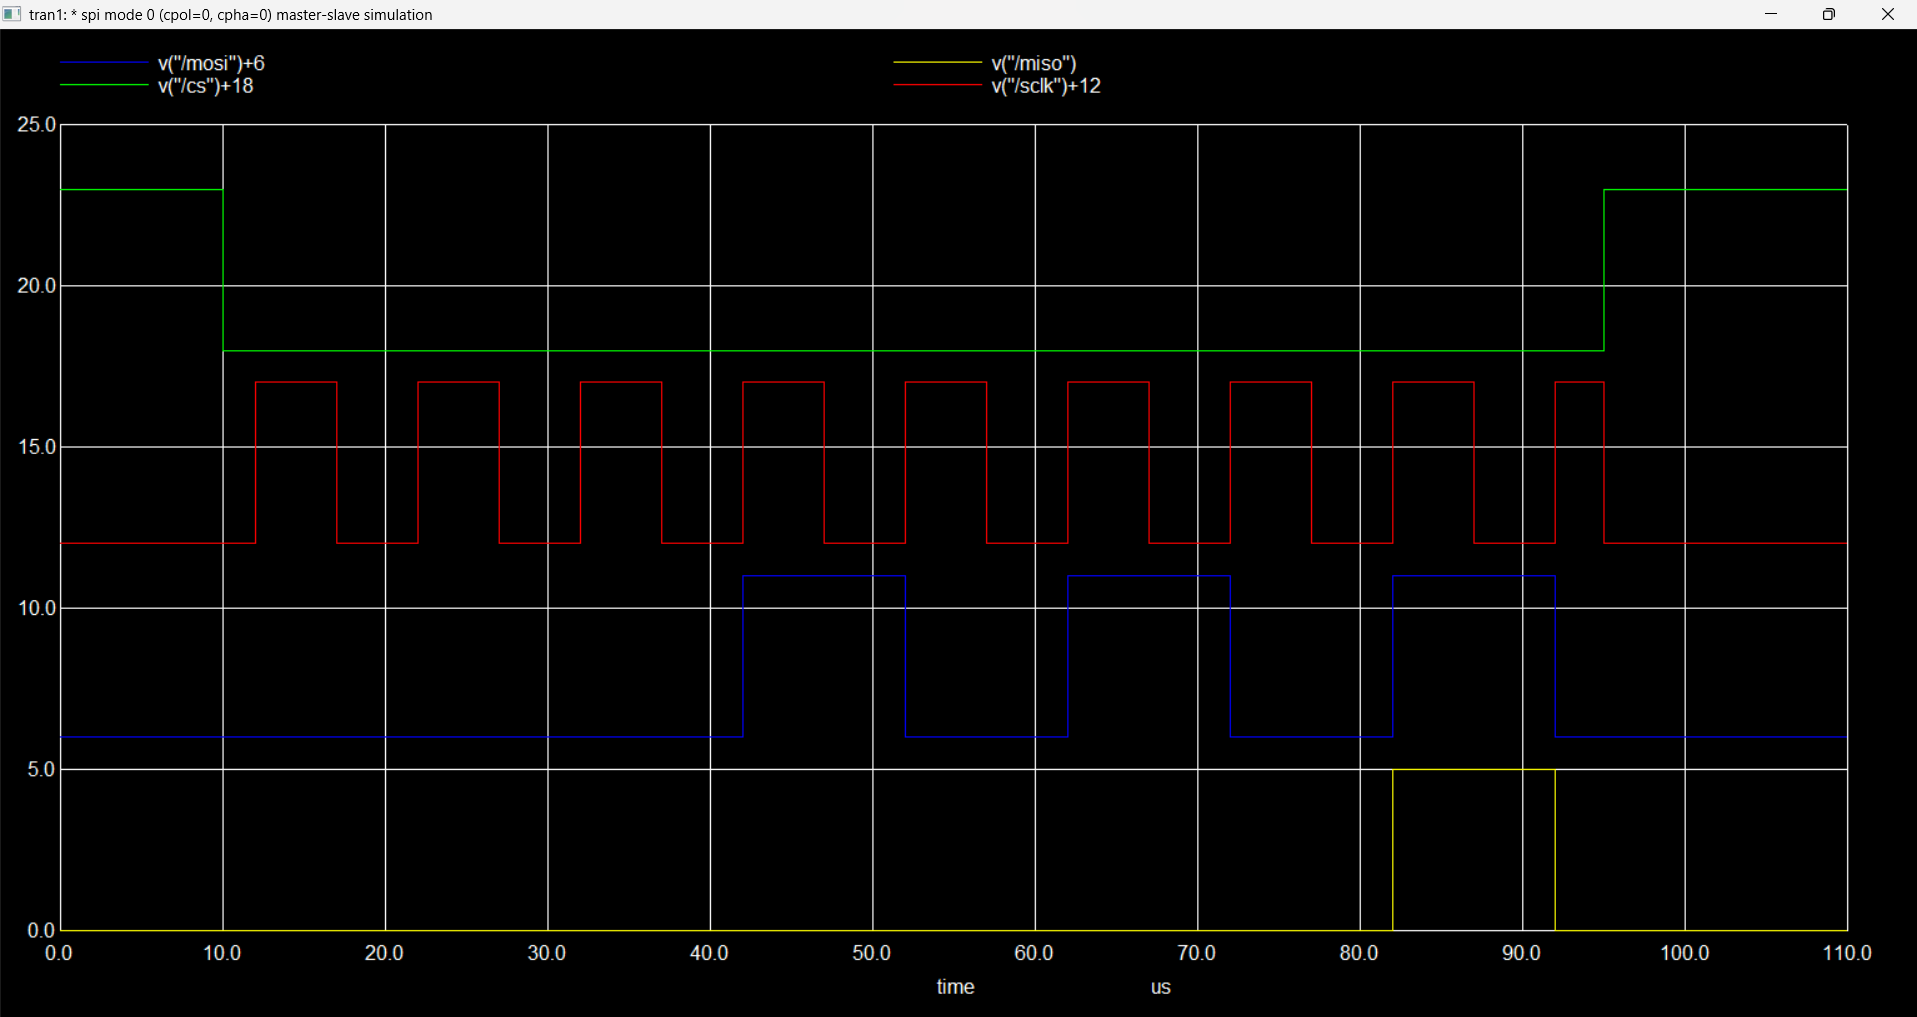 tran1: * spi mode 0 (cpol=0, cpha=0) master-slave simulation
v("/mosi")+6 v("/miso")
v("/cs")+18 v("/sclk")+12
25.0
20.0
15.0
10.0
5.0
0.0
0.0 10.0 20.0 30.0 40.0 50.0 60.0 70.0 80.0 90.0 100.0 110.0
time us